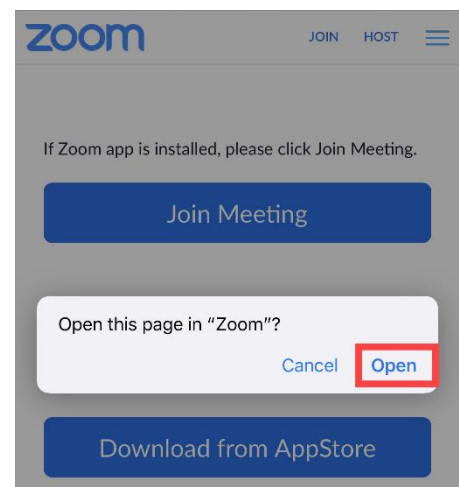 zoom JOIN HOST
If Zoom app is installed, please click Join Meeting.
Join Meeting
Open this page in “Zoom”?
Cancel Open
Download from AppStore